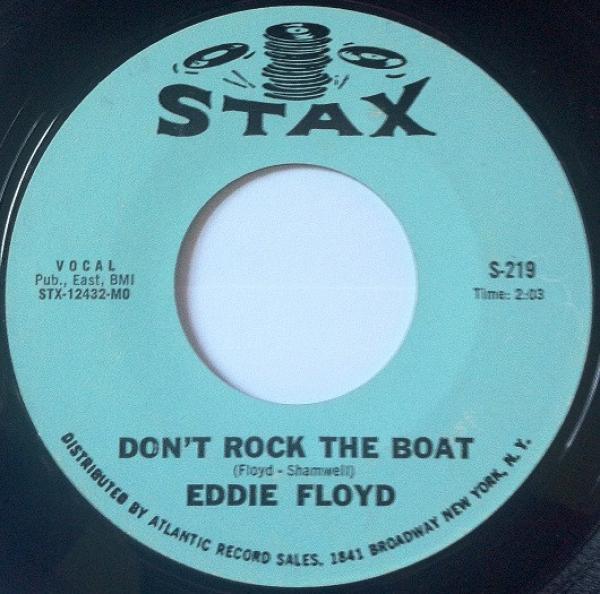 STAX
VOCAL
Pub., East, BMI
STX-12432-MO
S-219
Time: 2:03
DON'T ROCK THE BOAT
(Floyd - Shamwell)
EDDIE FLOYD
DISTRIBUTED BY ATLANTIC RECORD SALES, 1841 BROADWAY NEW YORK, N. Y.